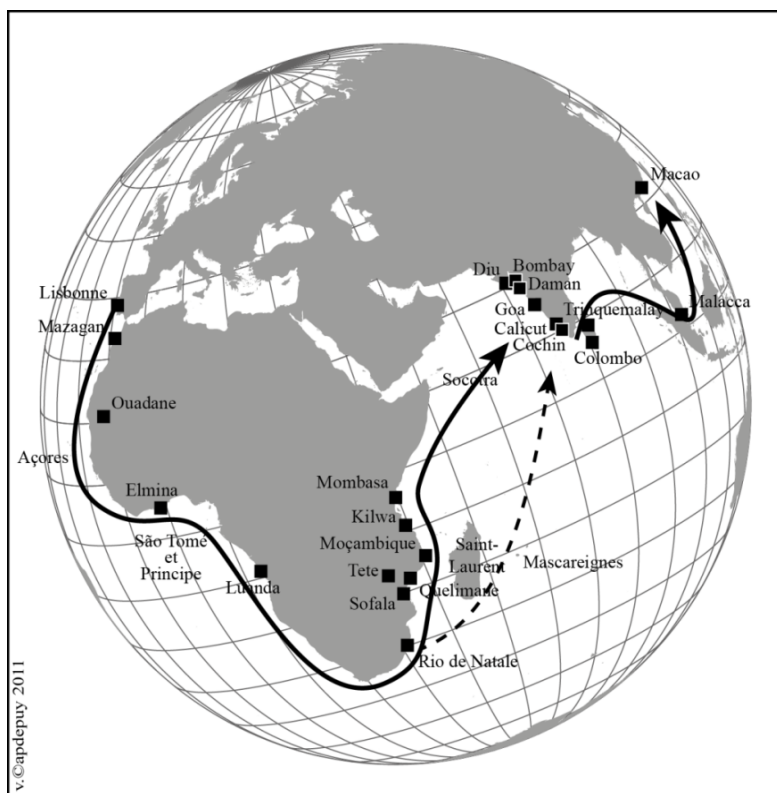 Macao
Bombay
Diu
Daman
Goa
Trinquemalay
Malacca
Calicut
Cochin
Colombo
Lisbonne
Mazagan
Socotra
Ouadane
Açores
Elmina
Mombasa
Kilwa
São Tomé
et
Principe
Moçambique
Saint-
Laurent
Mascareignes
Tete
Luanda
Quelimane
Sofala
Rio de Natale
v.©apdepuy 2011